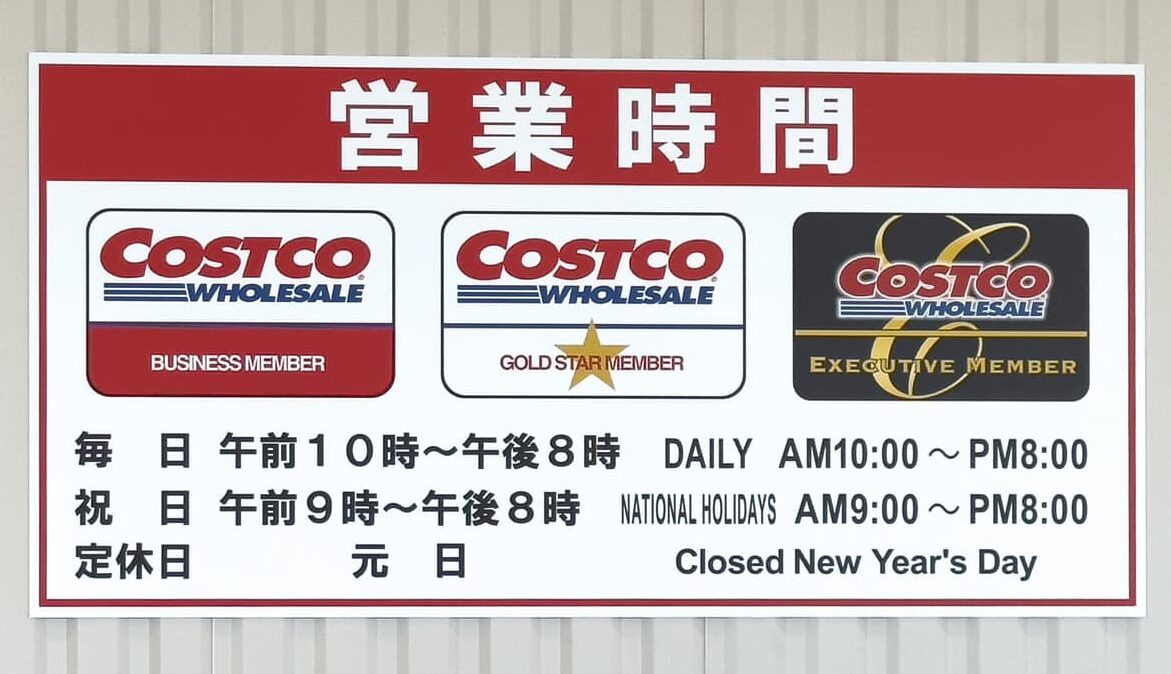 営業時間
COSTCO
WHOLESALE
BUSINESS MEMBER
COSTCO
WHOLESALE
GOLD STAR MEMBER
COSTCO
WHOLESALE
EXECUTIVE MEMBER
毎　日 午前１０時～午後８時 DAILY AM10:00～PM8:00
祝　日 午前９時～午後８時 NATIONAL HOLIDAYS AM9:00～PM8:00
定休日 元　日 Closed New Year's Day